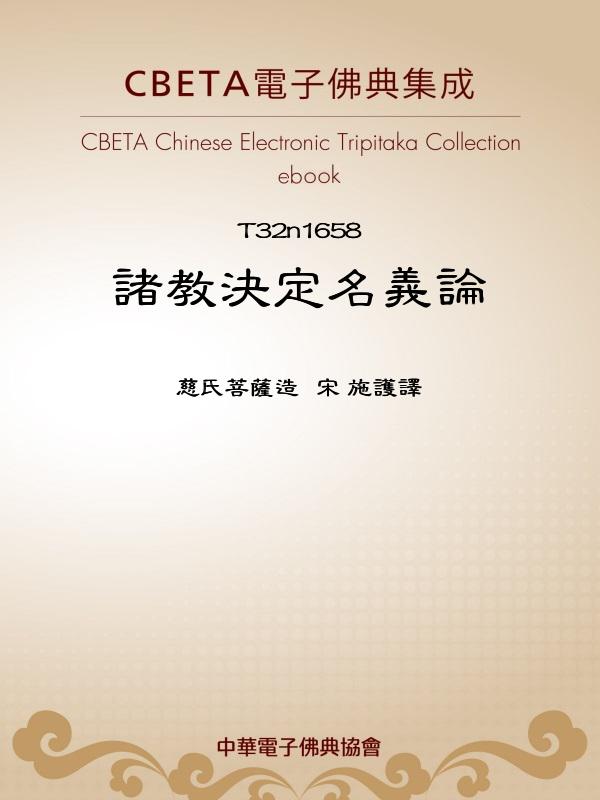 CBETA電子佛典集成
CBETA Chinese Electronic Tripitaka Collection
ebook
T32n1658
諸教決定名義論
慈氏菩薩造 宋 施護譯
中華電子佛典協會